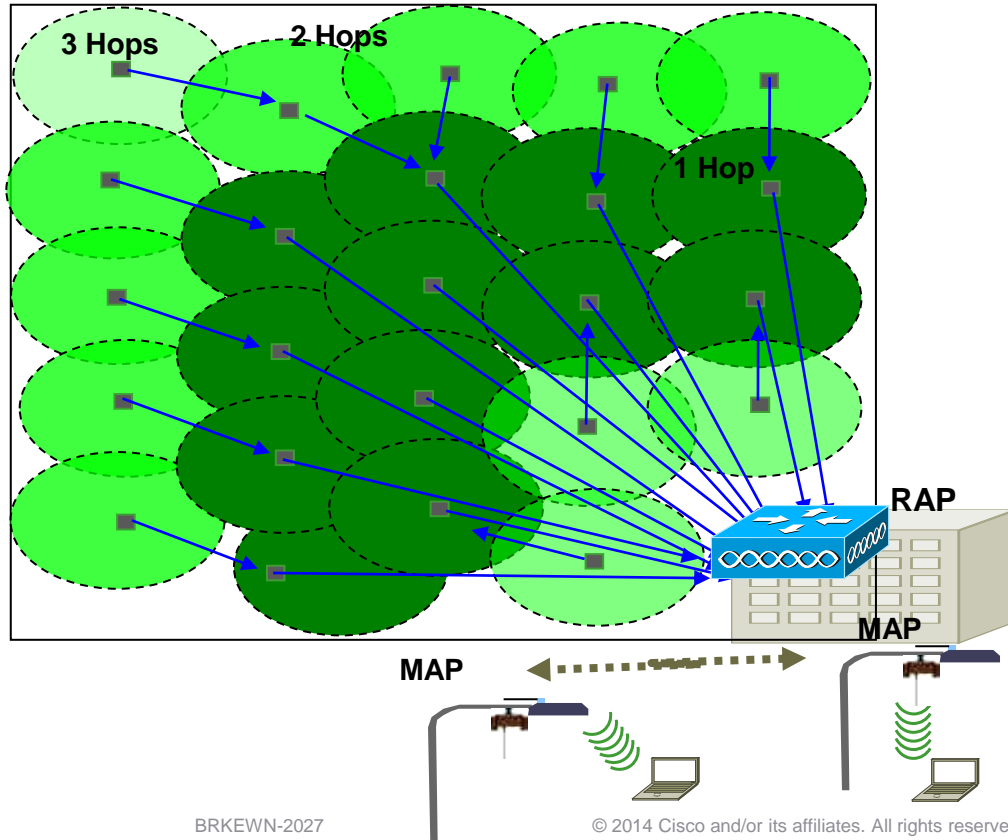 3 Hops
2 Hops
1 Hop
RAP
MAP
MAP
BRKEWN-2027
© 2014 Cisco and/or its affiliates. All rights reserve